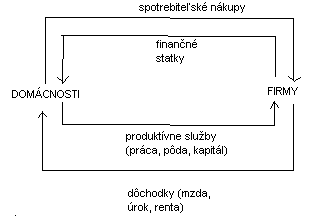 spotrebiteľské nákupy
finančné
statky
DOMÁCNOSTI
FIRMY
produktívne služby
(práca, pôda, kapitál)
dôchodky (mzda,
úrok, renta)